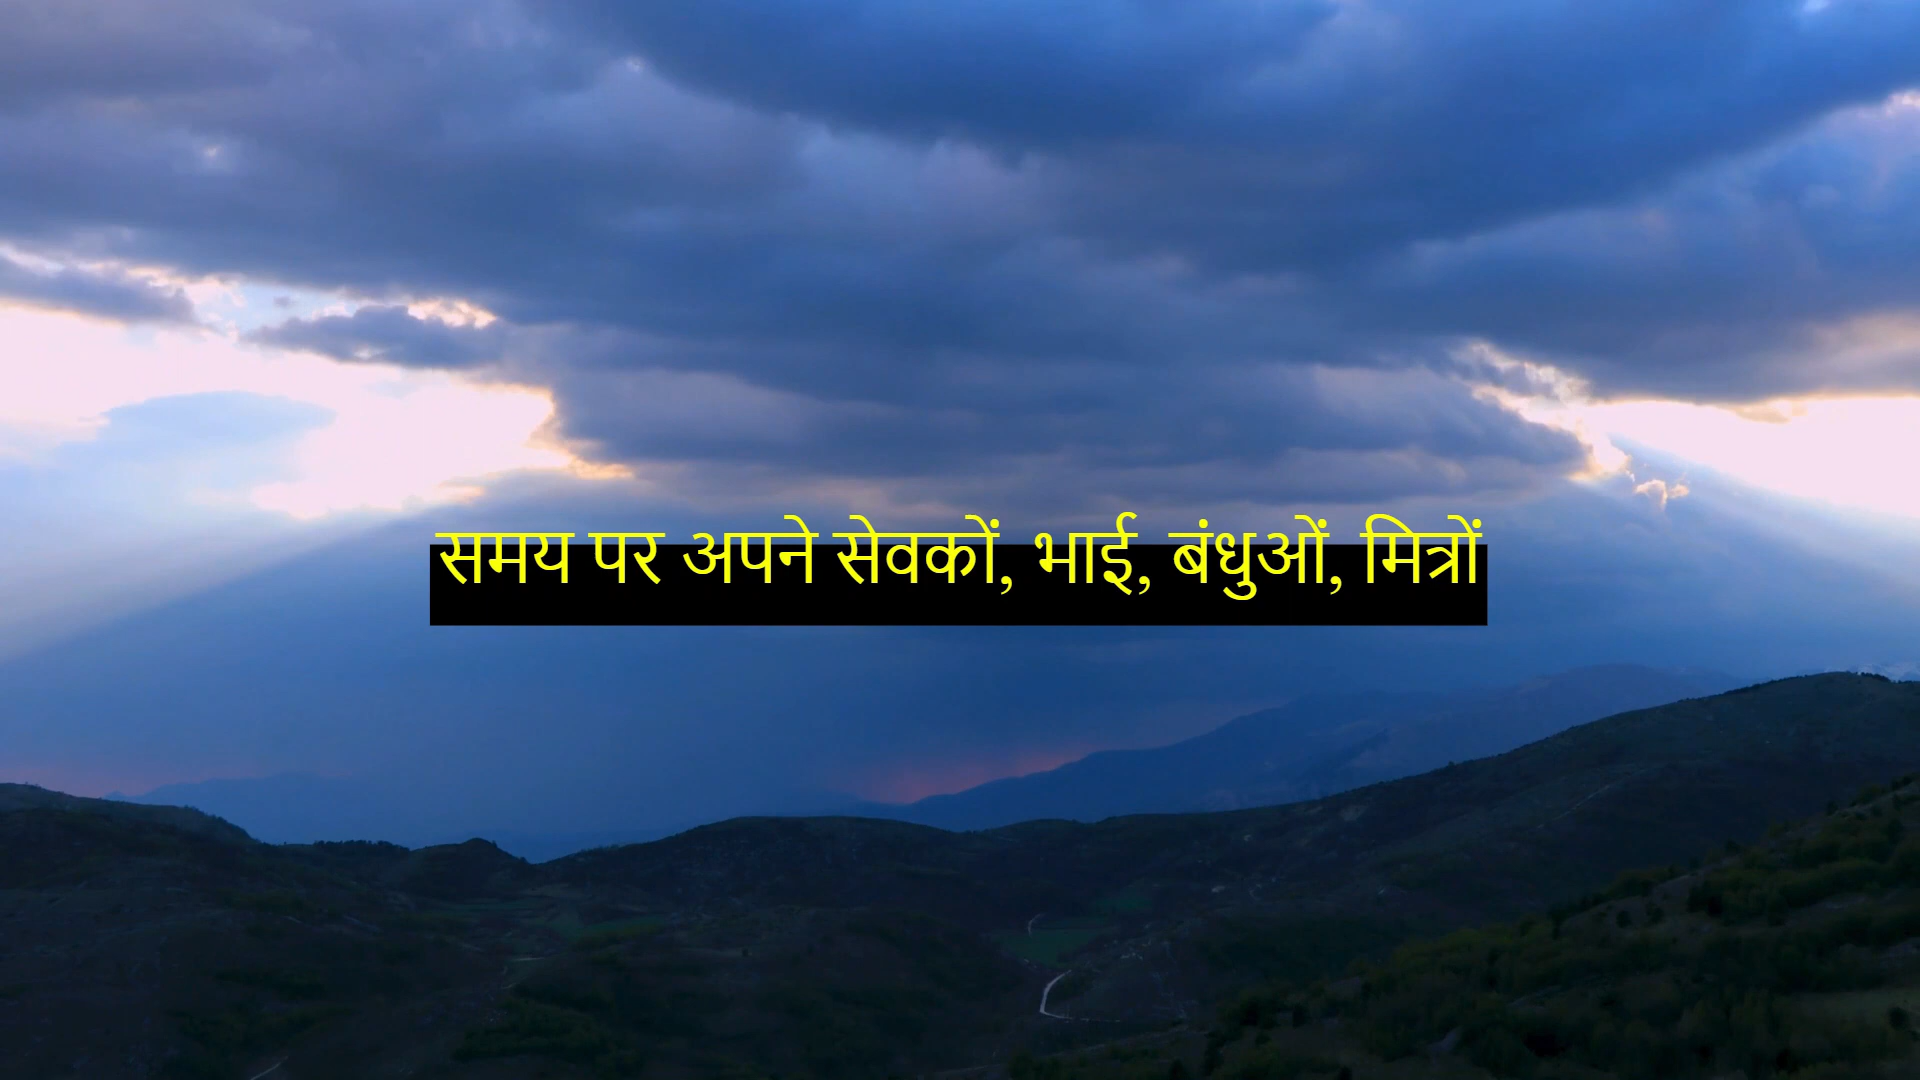 समय पर अपने सेवकों, भाई, बंधुओं, मित्रों